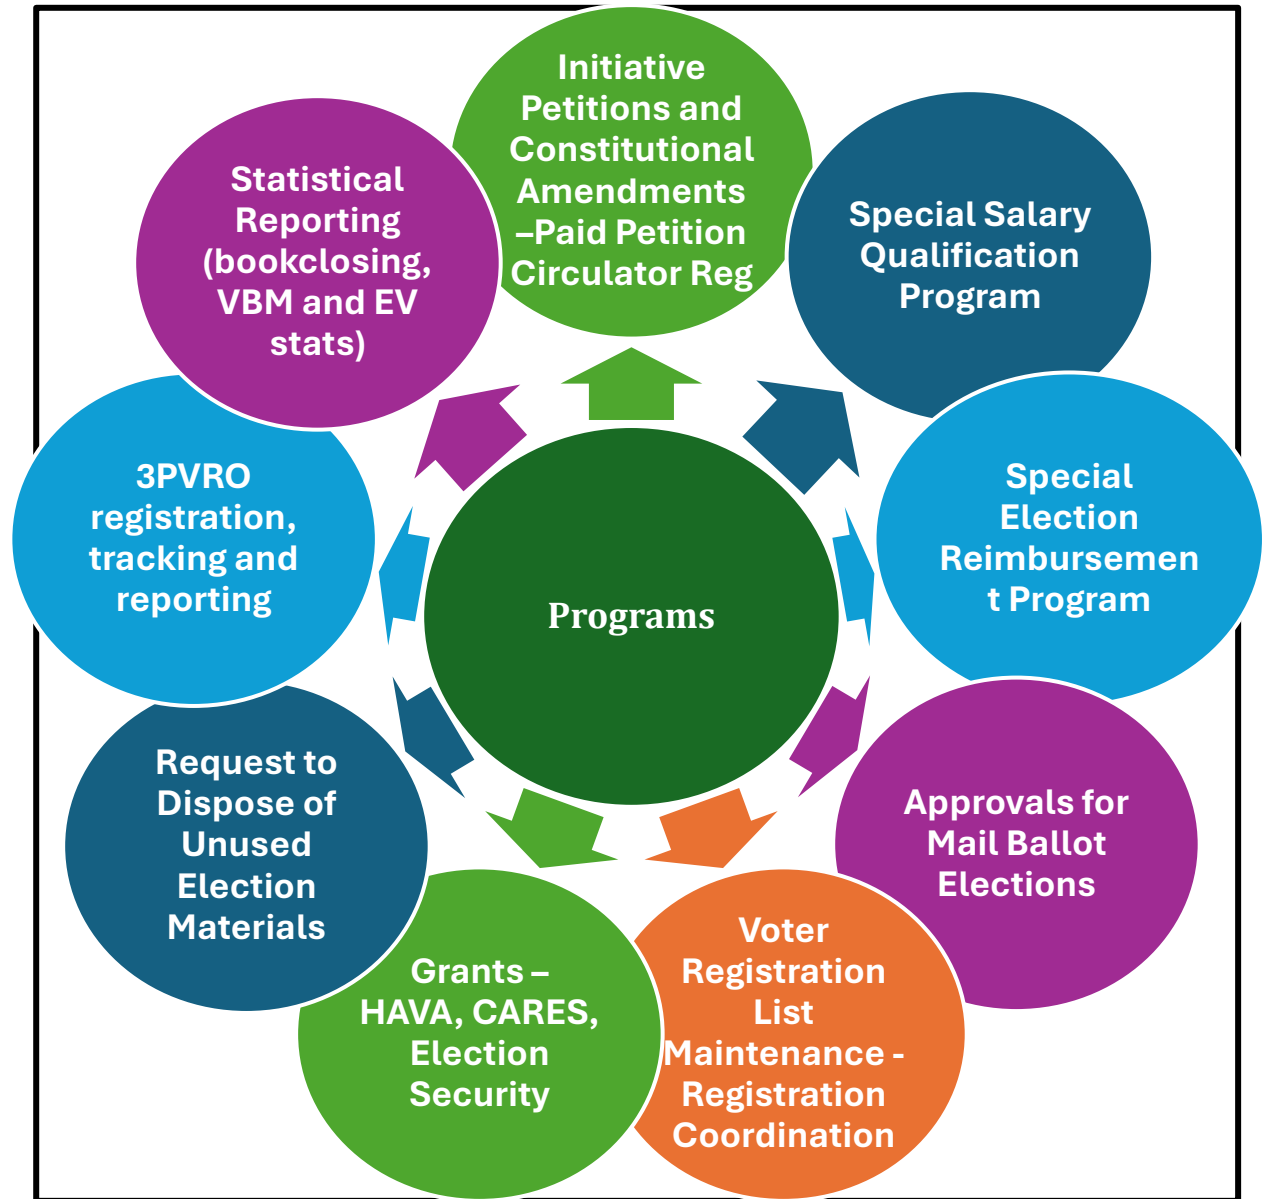 Initiative
Petitions and
Constitutional
Amendments
–Paid Petition
Circulator Reg
Special Salary
Qualification
Program
Special
Election
Reimbursemen
t Program
Approvals for
Mail Ballot
Elections
Voter
Registration
List
Maintenance -
Registration
Coordination
Grants –
HAVA, CARES,
Election
Security
Request to
Dispose of
Unused
Election
Materials
3PVRO
registration,
tracking and
reporting
Statistical
Reporting
(bookclosing,
VBM and EV
stats)
Programs